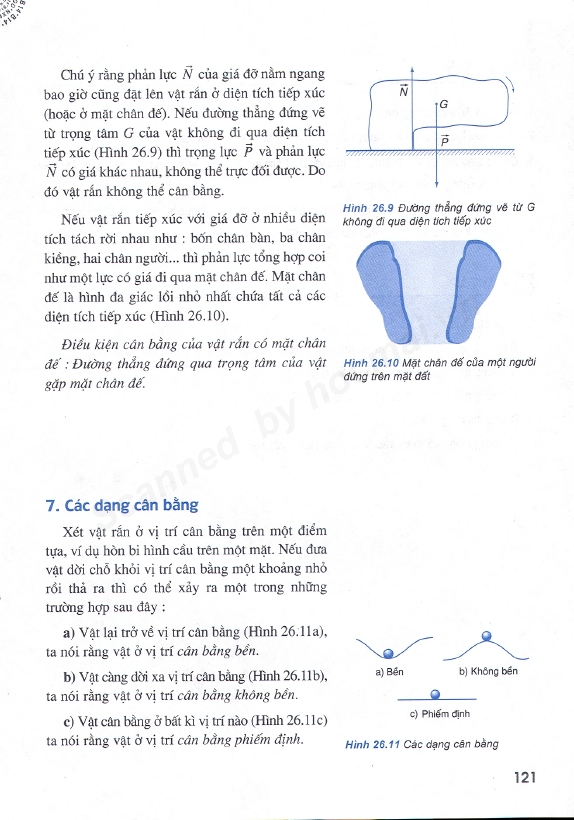 Chú ý rằng phản lực N của giá đỡ nằm ngang
bao giờ cũng đặt lên vật rắn ở diện tích tiếp xúc
(hoặc ở mặt chân đế). Nếu đường thẳng đứng vẽ
từ trọng tâm G của vật không đi qua diện tích
tiếp xúc (Hình 26.9) thì trọng lực P và phản lực
N có giá khác nhau, không thể trực đối được. Do
đó vật rắn không thể cân bằng.
Nếu vật rắn tiếp xúc với giá đỡ ở nhiều diện
tích tách rời nhau như : bốn chân bàn, ba chân
kiềng, hai chân người... thì phản lực tổng hợp coi
như một lực có giá đi qua mặt chân đế. Mặt chân
đế là hình đa giác lồi nhỏ nhất chứa tất cả các
diện tích tiếp xúc (Hình 26.10).
Điều kiện cân bằng của vật rắn có mặt chân
đế : Đường thẳng đứng qua trọng tâm của vật
gặp mặt chân đế.
N
G
P
Hình 26.9 Đường thẳng đứng vẽ từ G
không đi qua diện tích tiếp xúc
Hình 26.10 Mặt chân đế của một người
đứng trên mặt đất
7. Các dạng cân bằng
Xét vật rắn ở vị trí cân bằng trên một điểm
tựa, ví dụ hòn bi hình cầu trên một mặt. Nếu đưa
vật dời chỗ khỏi vị trí cân bằng một khoảng nhỏ
rồi thả ra thì có thể xảy ra một trong những
trường hợp sau đây :
a) Vật lại trở về vị trí cân bằng (Hình 26.11a),
ta nói rằng vật ở vị trí cân bằng bền.
b) Vật càng dời xa vị trí cân bằng (Hình 26.11b),
ta nói rằng vật ở vị trí cân bằng không bền.
c) Vật cân bằng ở bất kì vị trí nào (Hình 26.11c)
ta nói rằng vật ở vị trí cân bằng phiếm định.
a) Bền
b) Không bền
c) Phiếm định
Hình 26.11 Các dạng cân bằng
121